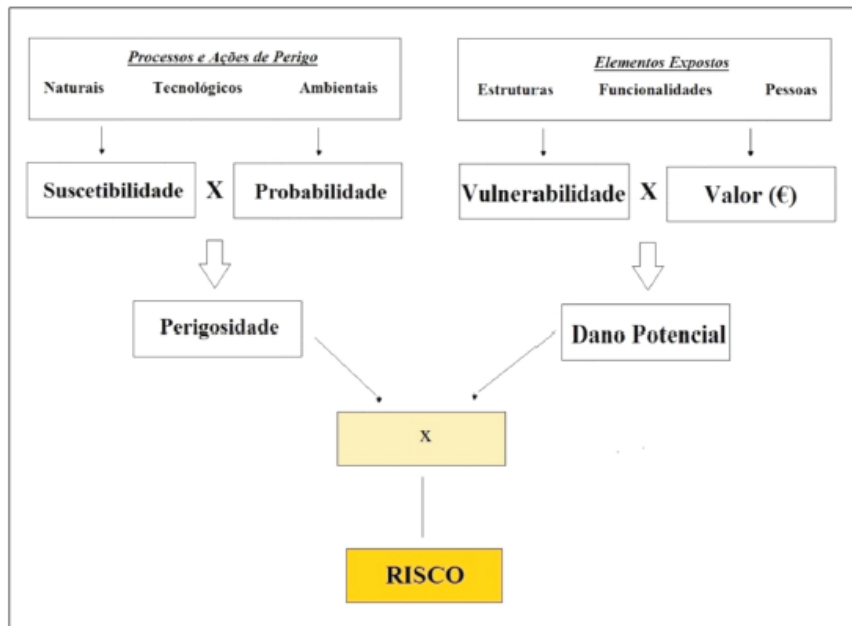 Processos e Ações de Perigo
Naturais Tecnológicos Ambientais
Elementos Expostos
Estruturas Funcionalidades Pessoas
Suscetibilidade X Probabilidade
Vulnerabilidade X Valor (€)
Perigosidade
Dano Potencial
X
RISCO